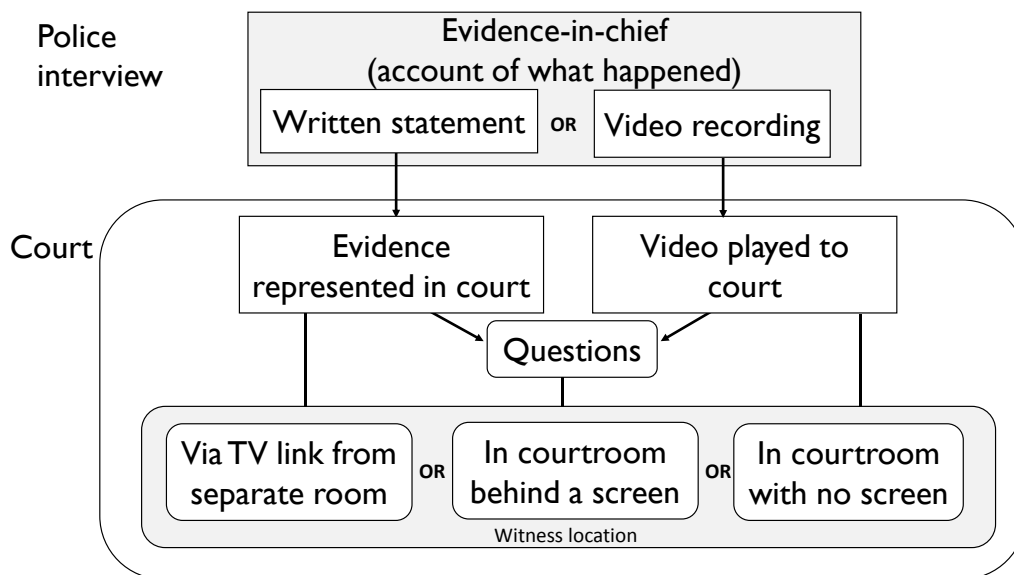 Police
interview
Evidence-in-chief
(account of what happened)
Written statement
OR
Video recording
Court
Evidence
represented in court
Video played to
court
Questions
Via TV link from
separate room
OR
In courtroom
behind a screen
OR
In courtroom
with no screen
Witness location